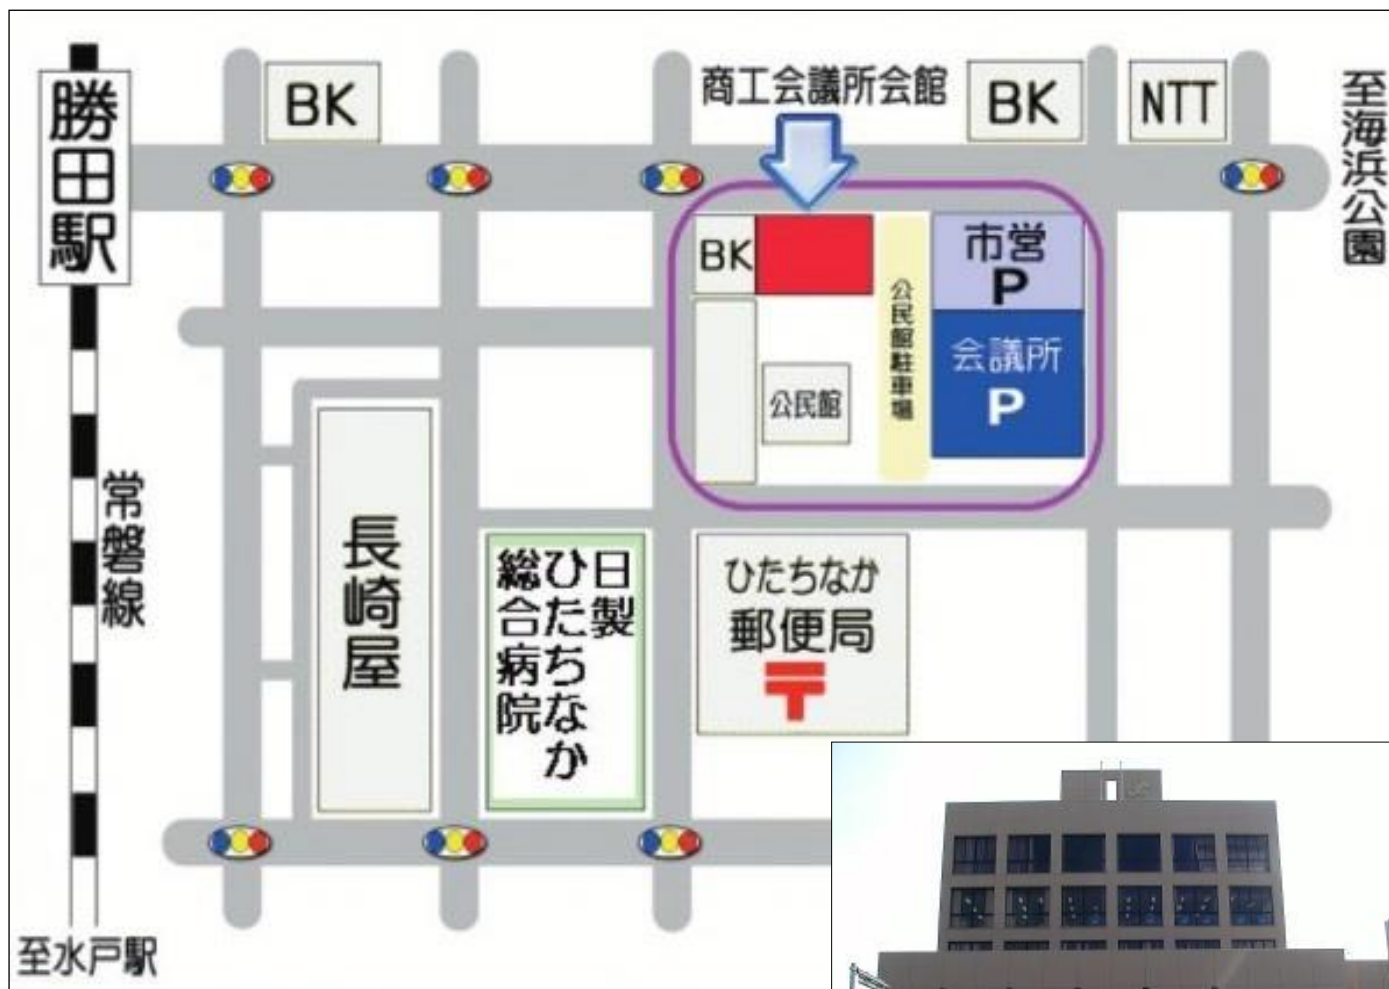 勝田駅
BK
商工会議所会館
BK
NTT
至海浜公園
BK
市営
P
公民館駐車場
会議所
P
公民館
常磐線
長崎屋
日製
ひたちなか
総合病院
ひたちなか
郵便局
〒
至水戸駅